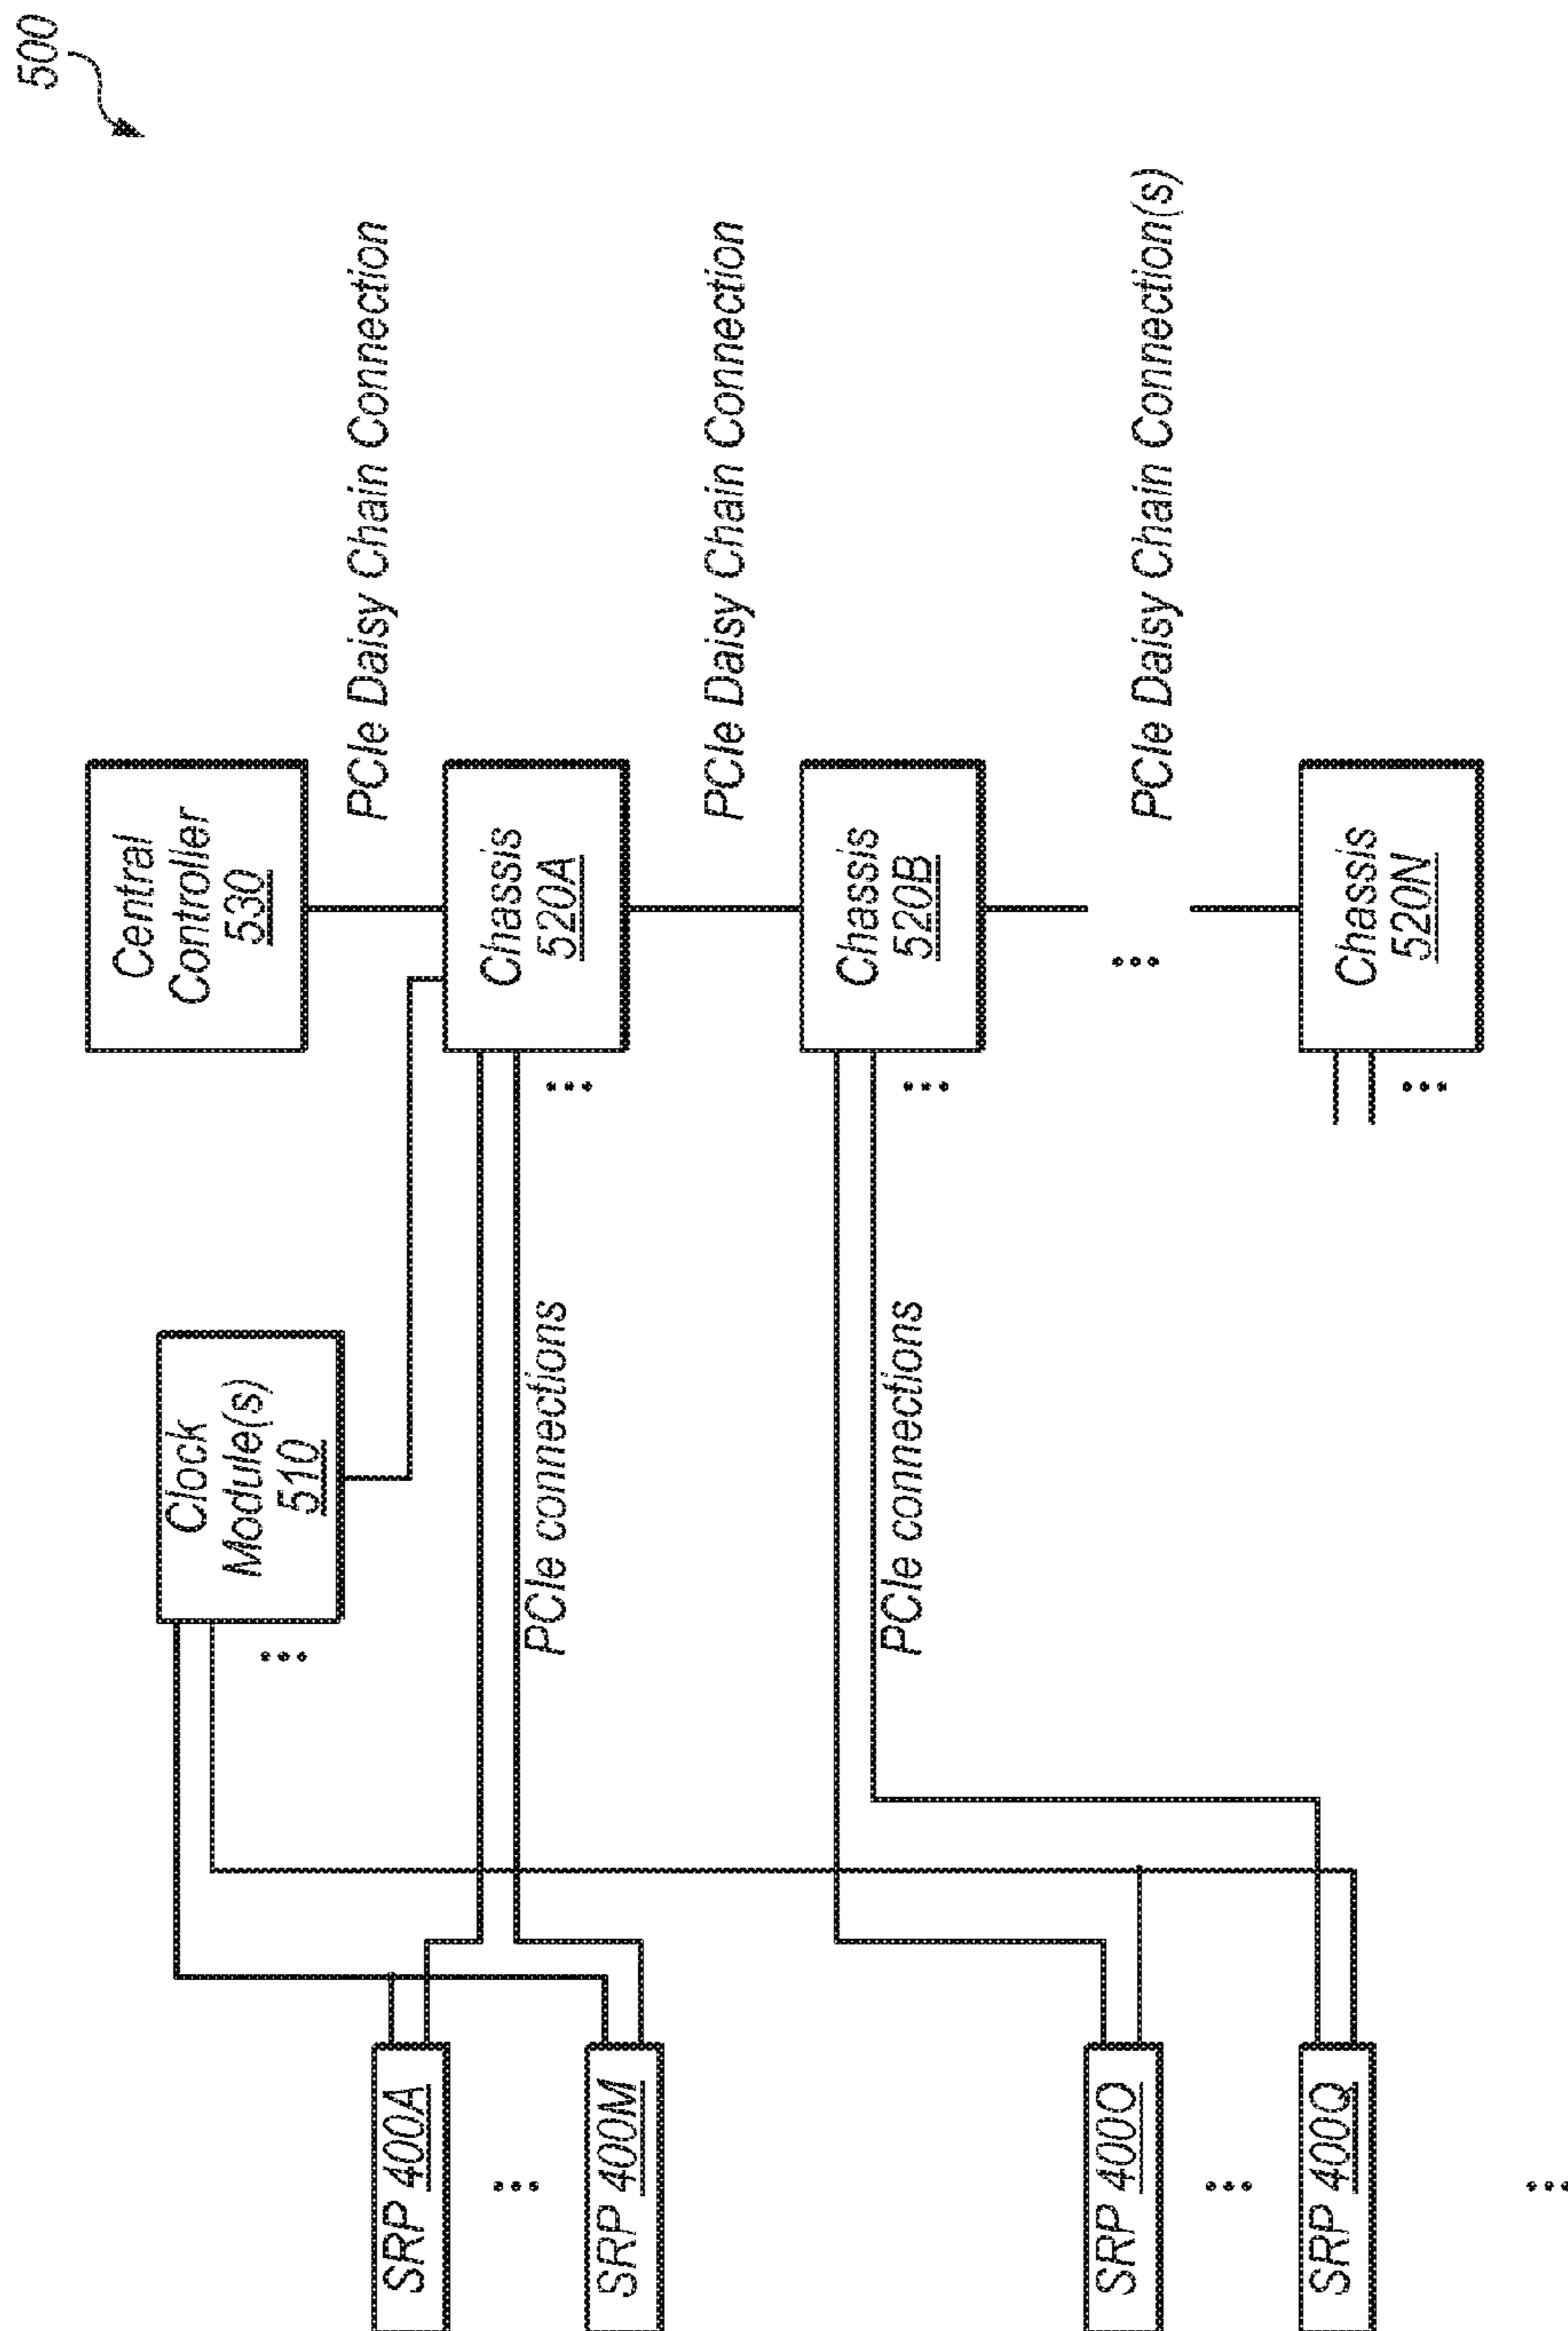 500
Central
Controller
530
PCIe Daisy Chain Connection
Clock
Module(s)
510
Chassis
520A
PCIe connections
SRP 400A
SRP 400M
PCIe Daisy Chain Connection
Chassis
520B
PCIe connections
SRP 400O
SRP 400Q
PCIe Daisy Chain Connection(s)
Chassis
520N